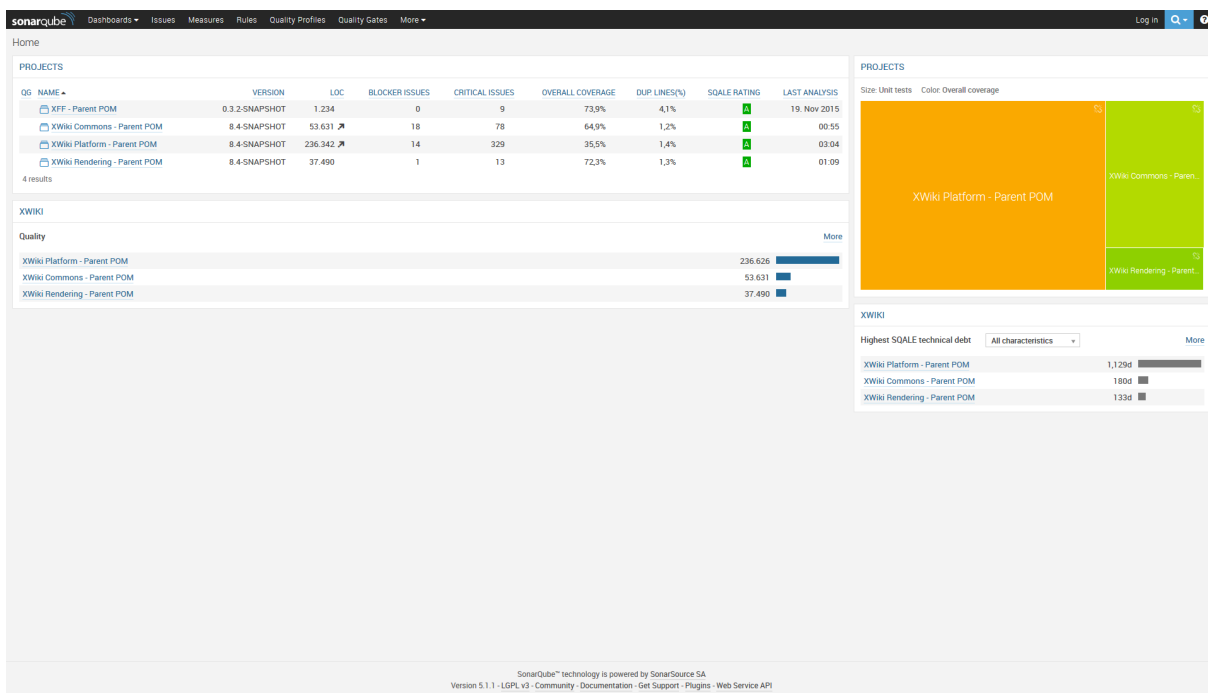 sonarqube Dashboards Issues Measures Rules Quality Profiles Quality Gates More Log in
Home
PROJECTS
QG NAME VERSION LOC BLOCKER ISSUES CRITICAL ISSUES OVERALL COVERAGE DUP. LINES(%) SQALE RATING LAST ANALYSIS
XFF - Parent POM 0.3.2-SNAPSHOT 1.234 0 9 73,9% 4,1% A 19. Nov 2015
XWiki Commons - Parent POM 8.4-SNAPSHOT 53.631 18 78 64,9% 1,2% A 00:55
XWiki Platform - Parent POM 8.4-SNAPSHOT 236.342 14 329 35,5% 1,4% A 03:04
XWiki Rendering - Parent POM 8.4-SNAPSHOT 37.490 1 13 72,3% 1,3% A 01:09
4 results
XWIKI
Quality More
XWiki Platform - Parent POM 236.626
XWiki Commons - Parent POM 53.631
XWiki Rendering - Parent POM 37.490
PROJECTS
Size: Unit tests Color: Overall coverage
XWiki Platform - Parent POM
XWiki Commons - Paren...
XWiki Rendering - Parent...
XWIKI
Highest SQALE technical debt All characteristics More
XWiki Platform - Parent POM 1,129d
XWiki Commons - Parent POM 180d
XWiki Rendering - Parent POM 133d
SonarQube™ technology is powered by SonarSource SA
Version 5.1.1 - LGPL v3 - Community - Documentation - Get Support - Plugins - Web Service API